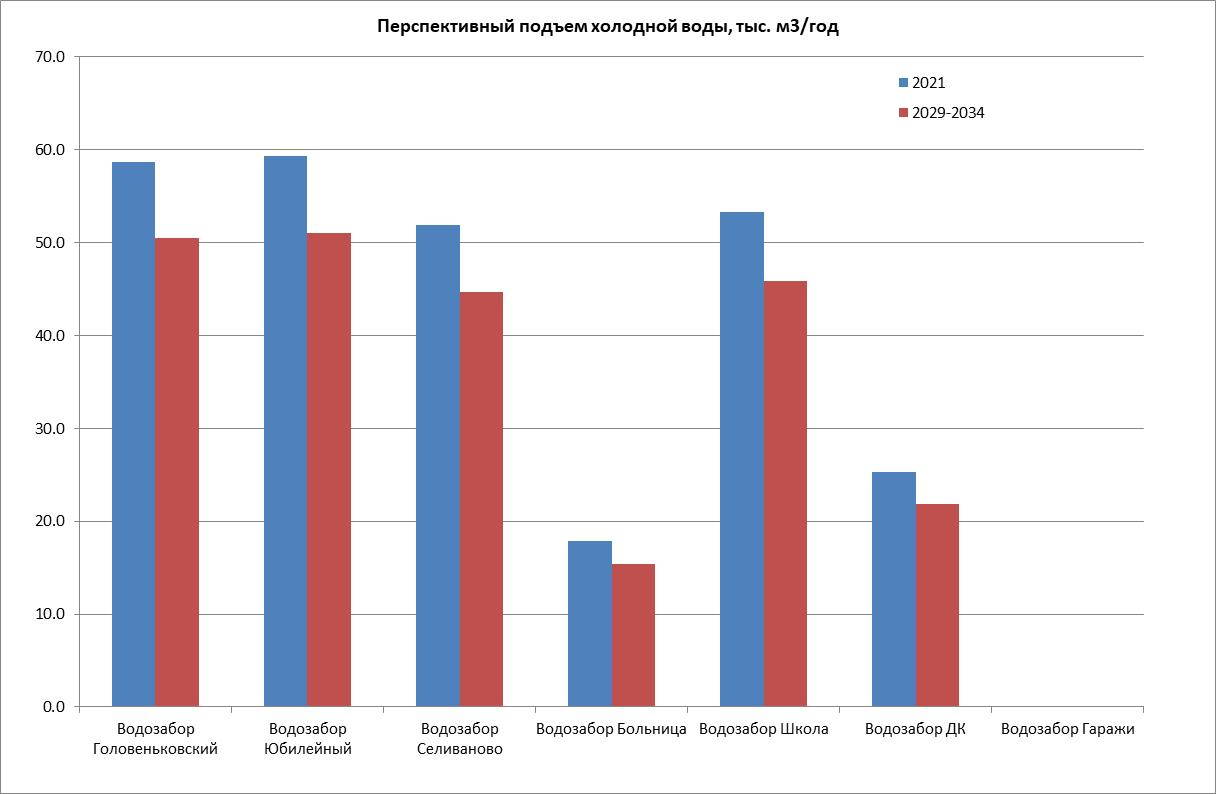 Перспективный подъем холодной воды, тыс. м3/год
70.0
2021
2029-2034
60.0
50.0
40.0
30.0
20.0
10.0
0.0
Водозабор
Головеньковский
Водозабор
Юбилейный
Водозабор
Селиваново
Водозабор Больница
Водозабор Школа
Водозабор ДК
Водозабор Гаражи